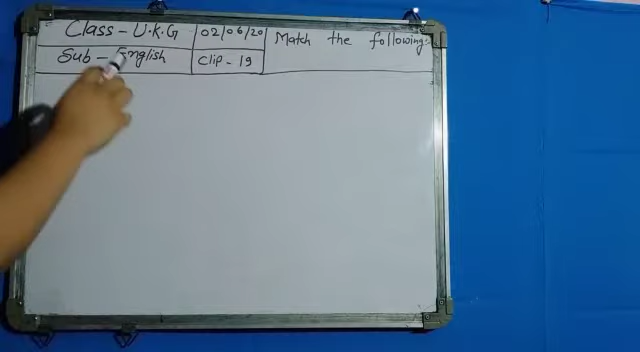 Class - U.K.G 02/06/20 Match the following:-
Sub - English Clip - 19